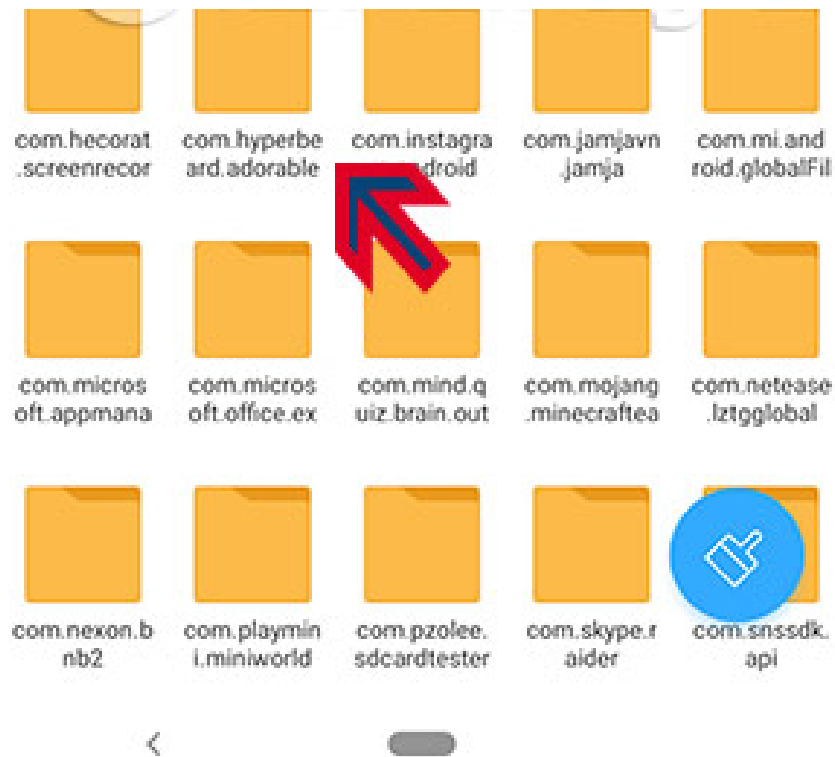 com.hecorat com.hyperbe com.instagra com.jamjavn com.mi.and
.screenrecor ard.adorable droid .jamja roid.globalFil
com.micros com.micros com.mind.q com.mojang com.netease
oft.appmana oft.office.ex uiz.brain.out .minecraftea .lztgglobal
com.nexon.b com.playmin com.pzolee. com.skype.r com.snssdk.
nb2 i.miniworld sdcardtester aider api